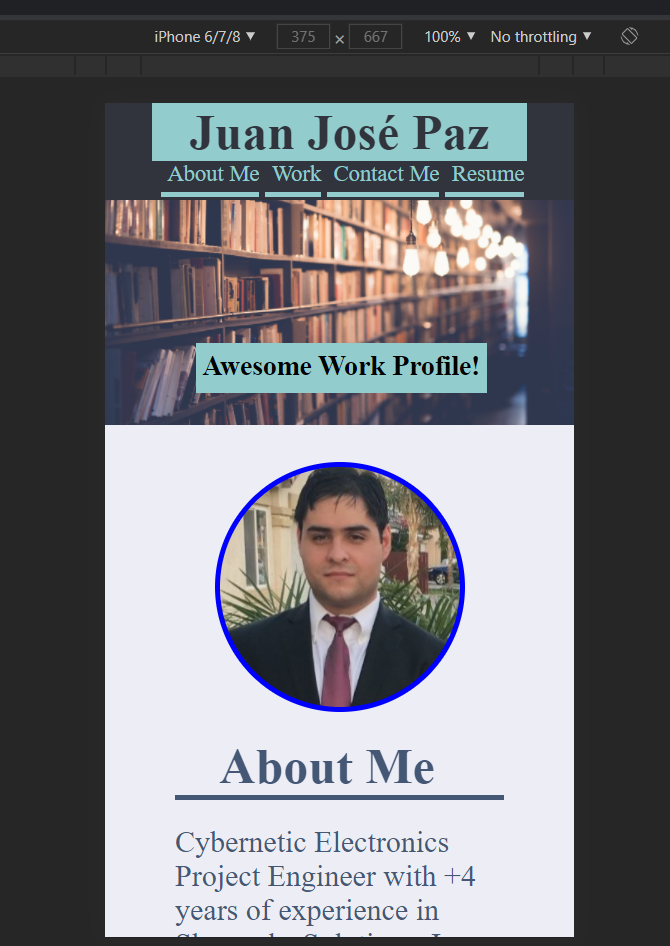 iPhone 6/7/8 ▼ 375 × 667 100% ▼ No throttling ▼
Juan José Paz
About Me Work Contact Me Resume
Awesome Work Profile!
About Me
Cybernetic Electronics
Project Engineer with +4
years of experience in